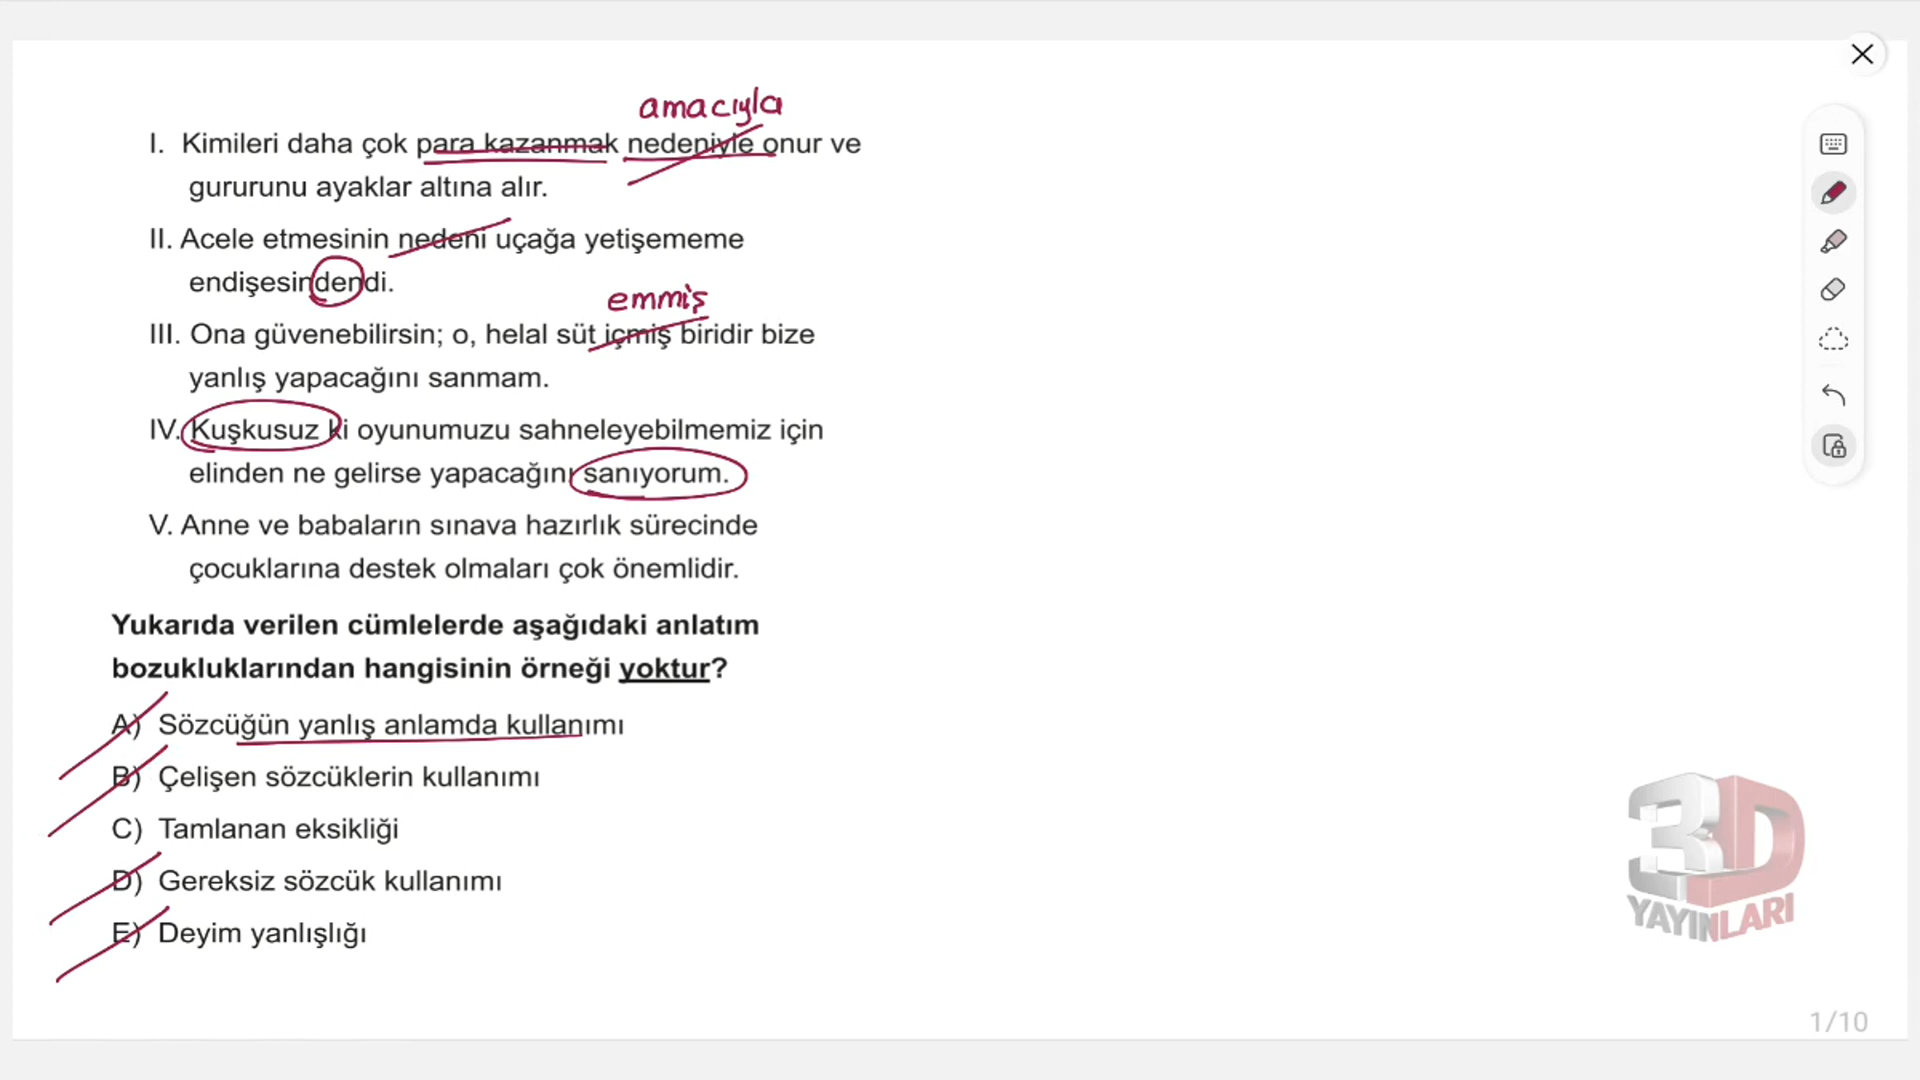 amacıyla
I. Kimileri daha çok para kazanmak nedeniyle onur ve
gururunu ayaklar altına alır.
II. Acele etmesinin nedeni uçağa yetişememe
endişesindendi.
emmiş
III. Ona güvenebilirsin; o, helal süt içmiş biridir bize
yanlış yapacağını sanmam.
IV. Kuşkusuz ki oyunumuzu sahneleyebilmemiz için
elinden ne gelirse yapacağını sanıyorum.
V. Anne ve babaların sınava hazırlık sürecinde
çocuklarına destek olmaları çok önemlidir.
Yukarıda verilen cümlelerde aşağıdaki anlatım
bozukluklarından hangisinin örneği yoktur?
A) Sözcüğün yanlış anlamda kullanımı
B) Çelişen sözcüklerin kullanımı
C) Tamlanan eksikliği
D) Gereksiz sözcük kullanımı
E) Deyim yanlışlığı
3D
YAYINLARI
1/10